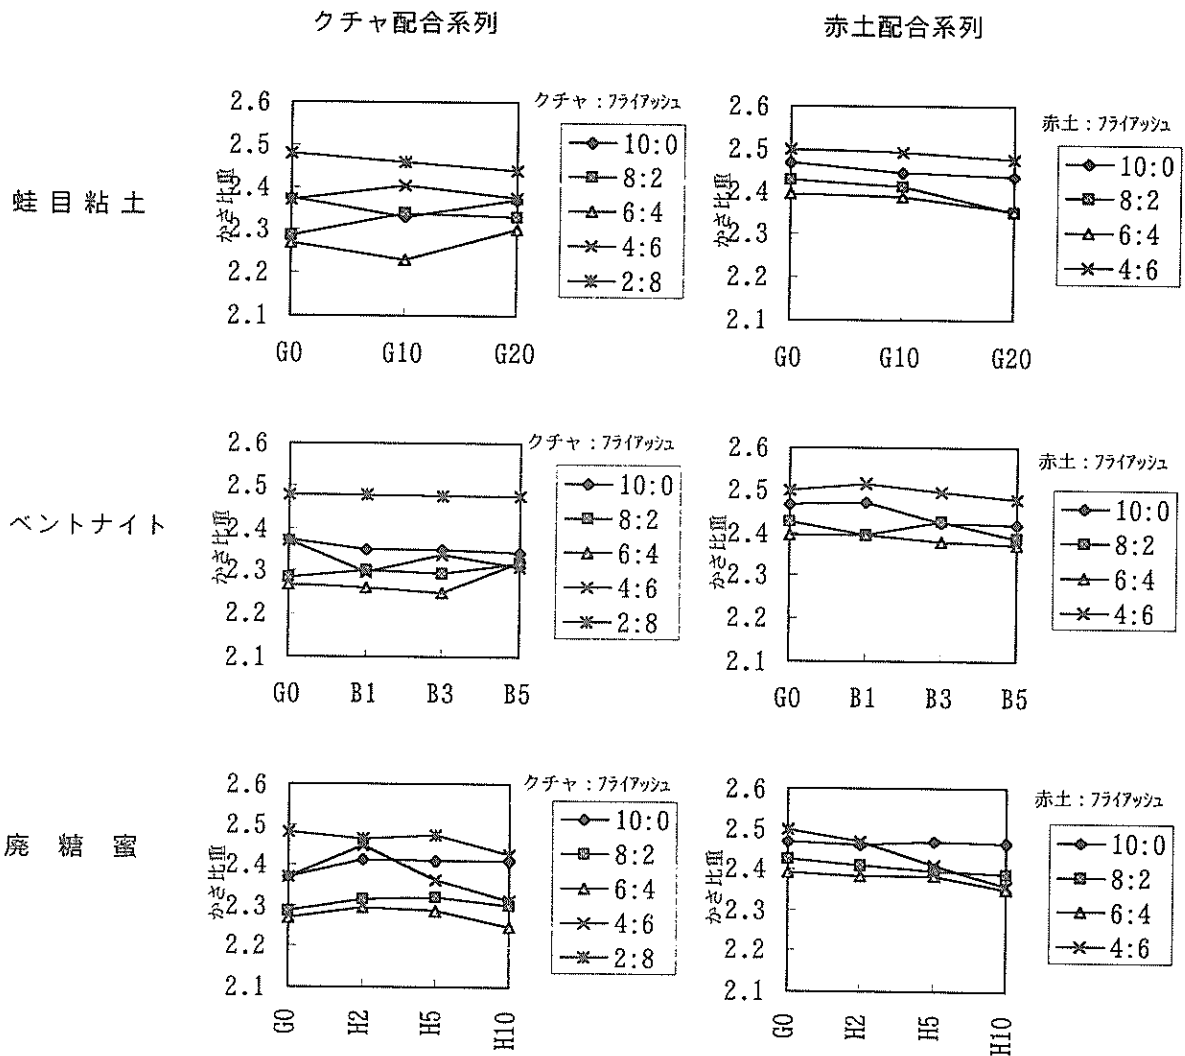 クチャ配合系列
赤土配合系列
蛙目粘土
かさ比重
2.6
2.5
2.4
2.3
2.2
2.1
G0 G10 G20
クチャ:フライアッシュ
10:0
8:2
6:4
4:6
2:8
かさ比重
2.6
2.5
2.4
2.3
2.2
2.1
G0 G10 G20
赤土:フライアッシュ
10:0
8:2
6:4
4:6
ベントナイト
かさ比重
2.6
2.5
2.4
2.3
2.2
2.1
G0 B1 B3 B5
クチャ:フライアッシュ
10:0
8:2
6:4
4:6
2:8
かさ比重
2.6
2.5
2.4
2.3
2.2
2.1
G0 B1 B3 B5
赤土:フライアッシュ
10:0
8:2
6:4
4:6
廃糖蜜
かさ比重
2.6
2.5
2.4
2.3
2.2
2.1
G0 H2 H5 H10
クチャ:フライアッシュ
10:0
8:2
6:4
4:6
2:8
かさ比重
2.6
2.5
2.4
2.3
2.2
2.1
G0 H2 H5 H10
赤土:フライアッシュ
10:0
8:2
6:4
4:6